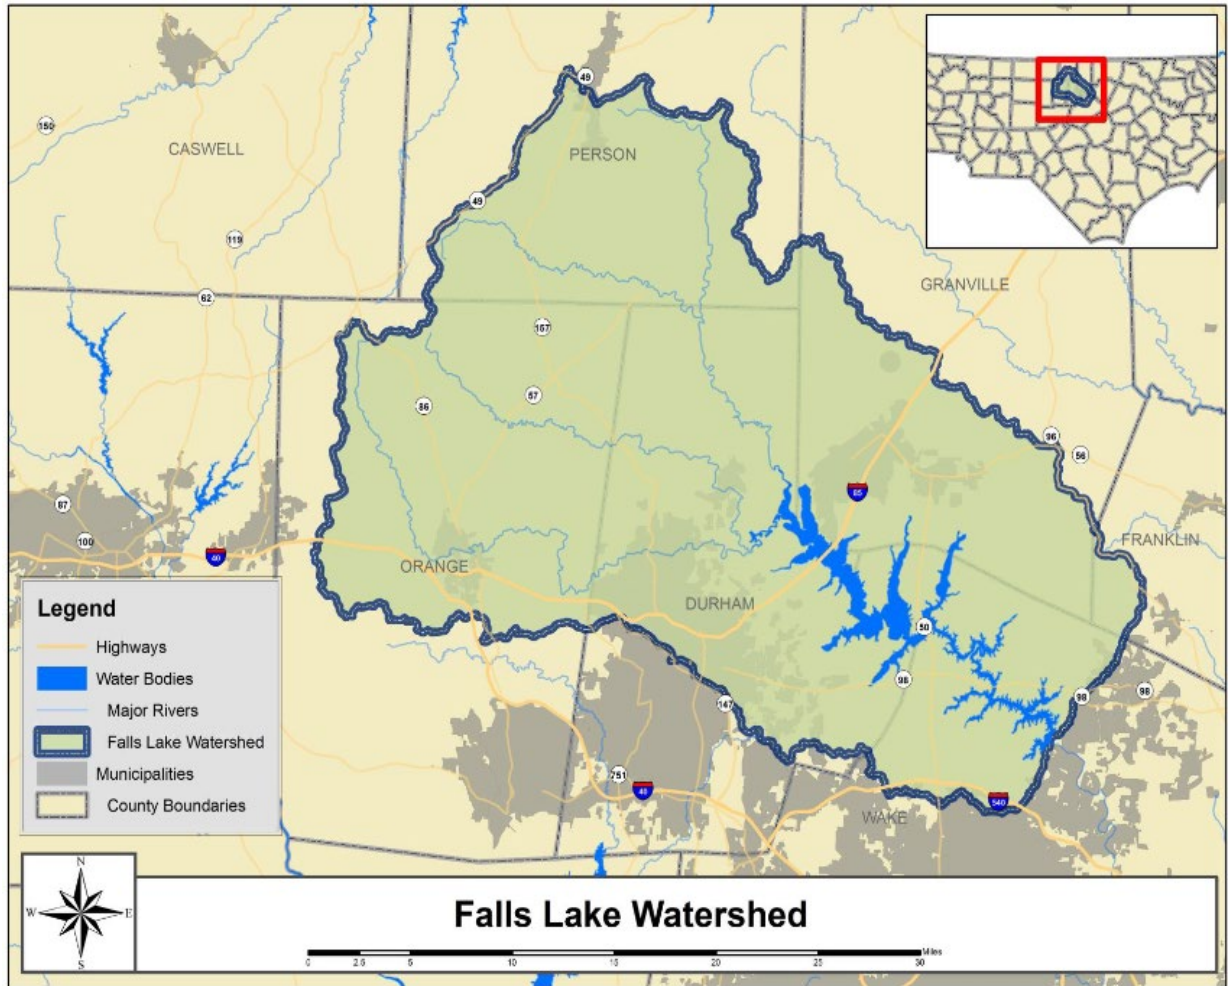 49
150
CASWELL
PERSON
49
119
GRANVILLE
62
157
86
57
96
56
85
87
100
40
FRANKLIN
ORANGE
DURHAM
50
98
98
98
147
751
40
540
WAKE
Legend
Highways
Water Bodies
Major Rivers
Falls Lake Watershed
Municipalities
County Boundaries
N
W E
S
Falls Lake Watershed
Miles
0 2.5 5 10 15 20 25 30